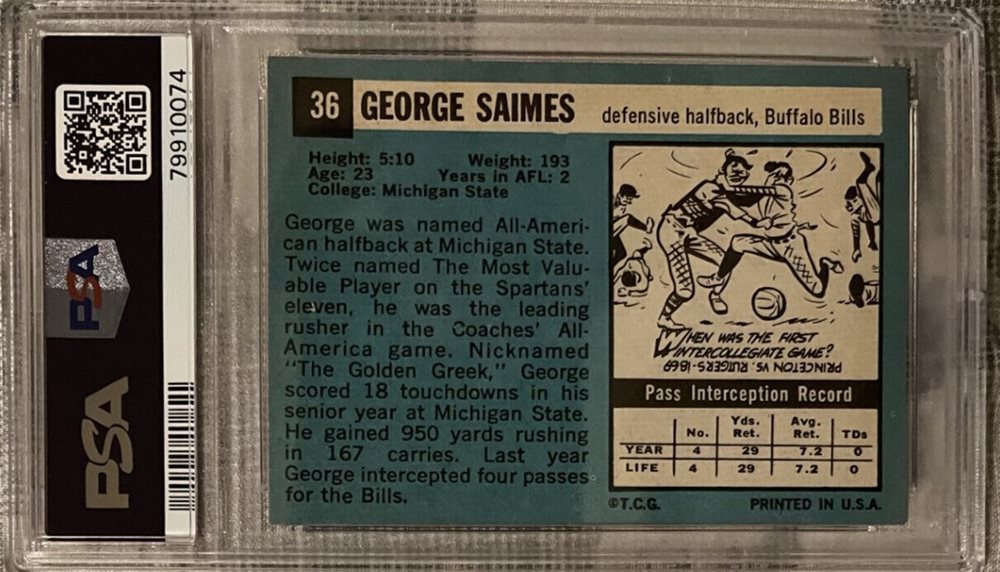 79910074
PSA
PSA
36 GEORGE SAIMES defensive halfback, Buffalo Bills
Height: 5:10 Weight: 193
Age: 23 Years in AFL: 2
College: Michigan State
George was named All-Ameri-
can halfback at Michigan State.
Twice named The Most Valu-
able Player on the Spartans'
eleven, he was the leading
rusher in the Coaches' All-
America game. Nicknamed
"The Golden Greek," George
scored 18 touchdowns in his
senior year at Michigan State.
He gained 950 yards rushing
in 167 carries. Last year
George intercepted four passes
for the Bills.
WHEN WAS THE FIRST
INTERCOLLEGIATE GAME?
PRINCETON VS. RUTGERS-1869
Pass Interception Record
No. Yds. Ret. Avg. Ret. TDs
YEAR 4 29 7.2 0
LIFE 4 29 7.2 0
©T.C.G. PRINTED IN U.S.A.